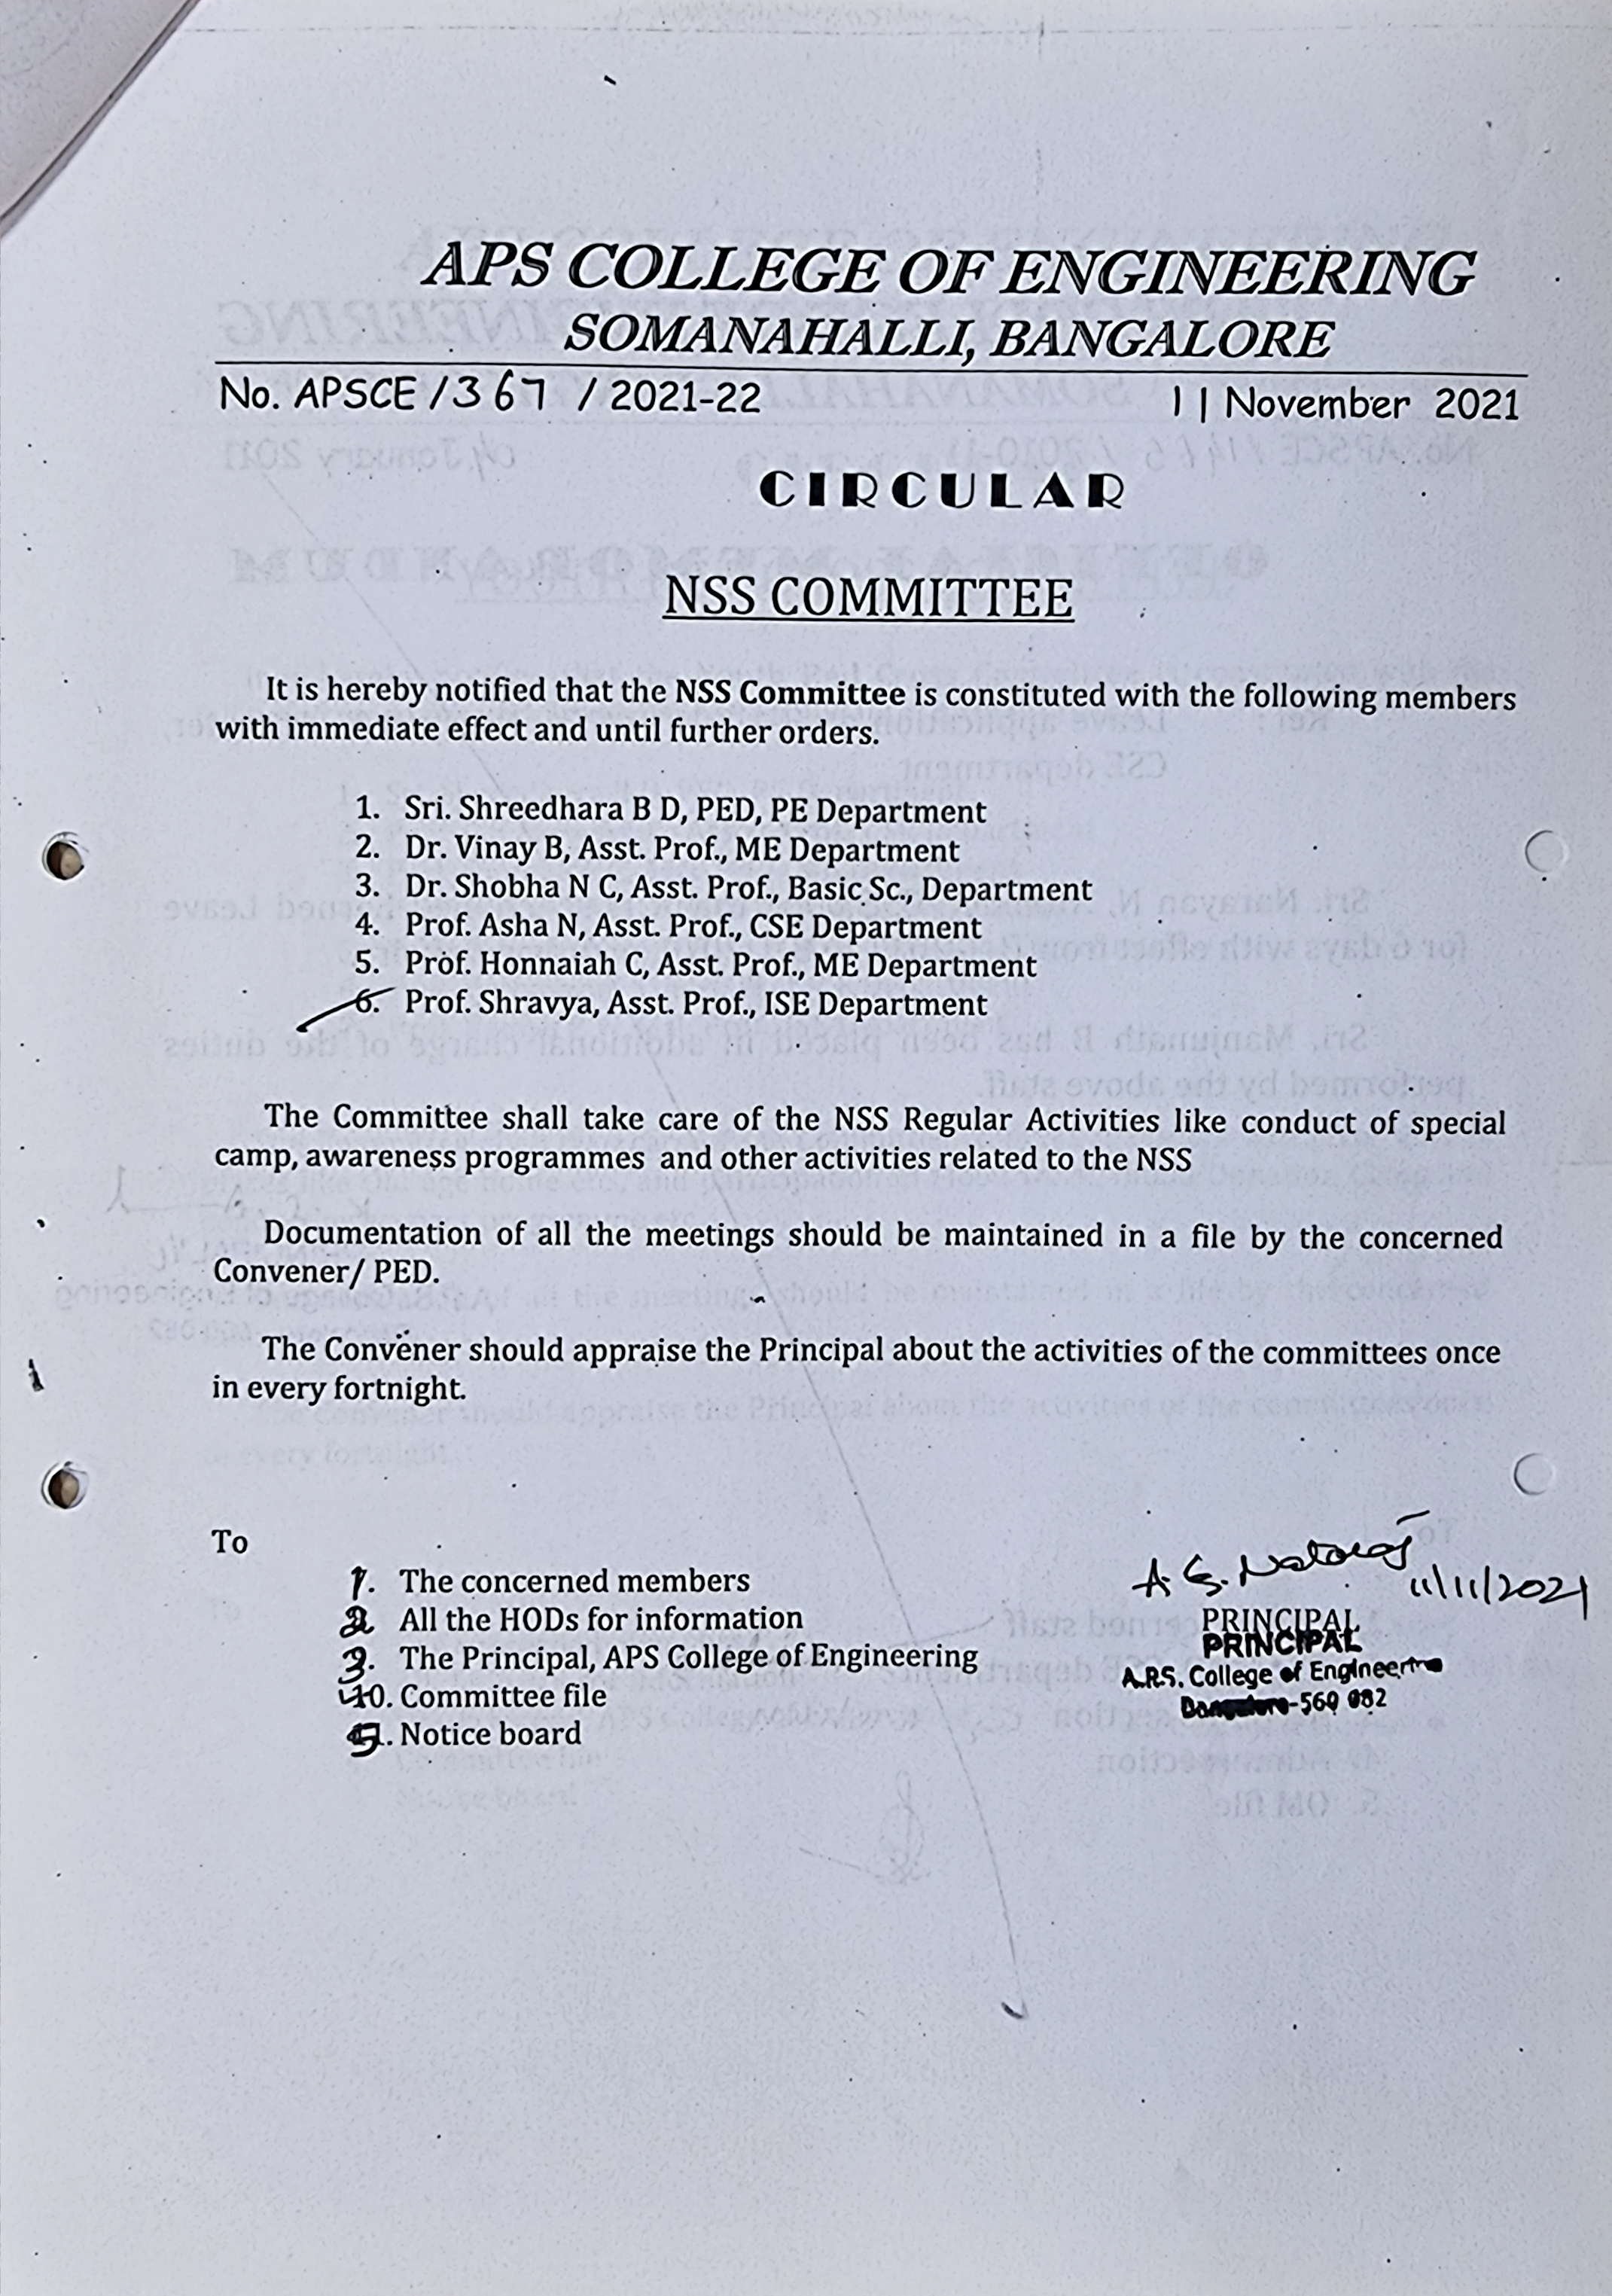 APS COLLEGE OF ENGINEERING
SOMANAHALLI, BANGALORE
No. APSCE /367 / 2021-22 11 November 2021
CIRCULAR
NSS COMMITTEE
It is hereby notified that the NSS Committee is constituted with the following members
with immediate effect and until further orders.
1. Sri. Shreedhara B D, PED, PE Department
2. Dr. Vinay B, Asst. Prof., ME Department
3. Dr. Shobha N C, Asst. Prof., Basic Sc., Department
4. Prof. Asha N, Asst. Prof., CSE Department
5. Prof. Honnaiah C, Asst. Prof., ME Department
6. Prof. Shravya, Asst. Prof., ISE Department
The Committee shall take care of the NSS Regular Activities like conduct of special
camp, awareness programmes and other activities related to the NSS
Documentation of all the meetings should be maintained in a file by the concerned
Convener/ PED.
The Convener should appraise the Principal about the activities of the committees once
in every fortnight.
To
1. The concerned members
2. All the HODs for information
3. The Principal, APS College of Engineering
4. Committee file
5. Notice board
A. G. Nataraj
11/11/2021
PRINCIPAL
PRINCIPAL
A.P.S. College of Engineering
Bangalore-560 082